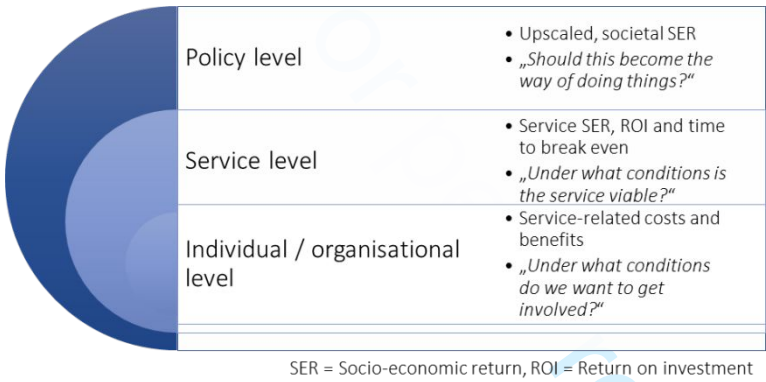 Policy level
• Upscaled, societal SER
• „Should this become the
way of doing things?“
Service level
• Service SER, ROI and time
to break even
• „Under what conditions is
the service viable?“
Individual / organisational
level
• Service-related costs and
benefits
• „Under what conditions
do we want to get
involved?“
SER = Socio-economic return, ROI = Return on investment